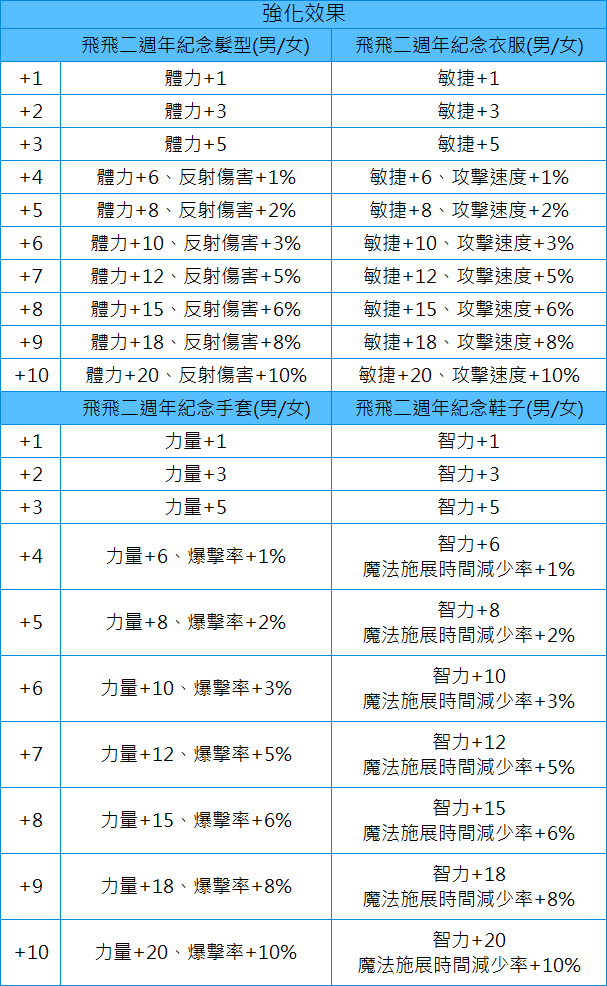 強化效果
飛飛二週年紀念髮型(男/女) 飛飛二週年紀念衣服(男/女)
+1 體力+1 敏捷+1
+2 體力+3 敏捷+3
+3 體力+5 敏捷+5
+4 體力+6、反射傷害+1% 敏捷+6、攻擊速度+1%
+5 體力+8、反射傷害+2% 敏捷+8、攻擊速度+2%
+6 體力+10、反射傷害+3% 敏捷+10、攻擊速度+3%
+7 體力+12、反射傷害+5% 敏捷+12、攻擊速度+5%
+8 體力+15、反射傷害+6% 敏捷+15、攻擊速度+6%
+9 體力+18、反射傷害+8% 敏捷+18、攻擊速度+8%
+10 體力+20、反射傷害+10% 敏捷+20、攻擊速度+10%
飛飛二週年紀念手套(男/女) 飛飛二週年紀念鞋子(男/女)
+1 力量+1 智力+1
+2 力量+3 智力+3
+3 力量+5 智力+5
+4 力量+6、爆擊率+1% 智力+6
魔法施展時間減少率+1%
+5 力量+8、爆擊率+2% 智力+8
魔法施展時間減少率+2%
+6 力量+10、爆擊率+3% 智力+10
魔法施展時間減少率+3%
+7 力量+12、爆擊率+5% 智力+12
魔法施展時間減少率+5%
+8 力量+15、爆擊率+6% 智力+15
魔法施展時間減少率+6%
+9 力量+18、爆擊率+8% 智力+18
魔法施展時間減少率+8%
+10 力量+20、爆擊率+10% 智力+20
魔法施展時間減少率+10%